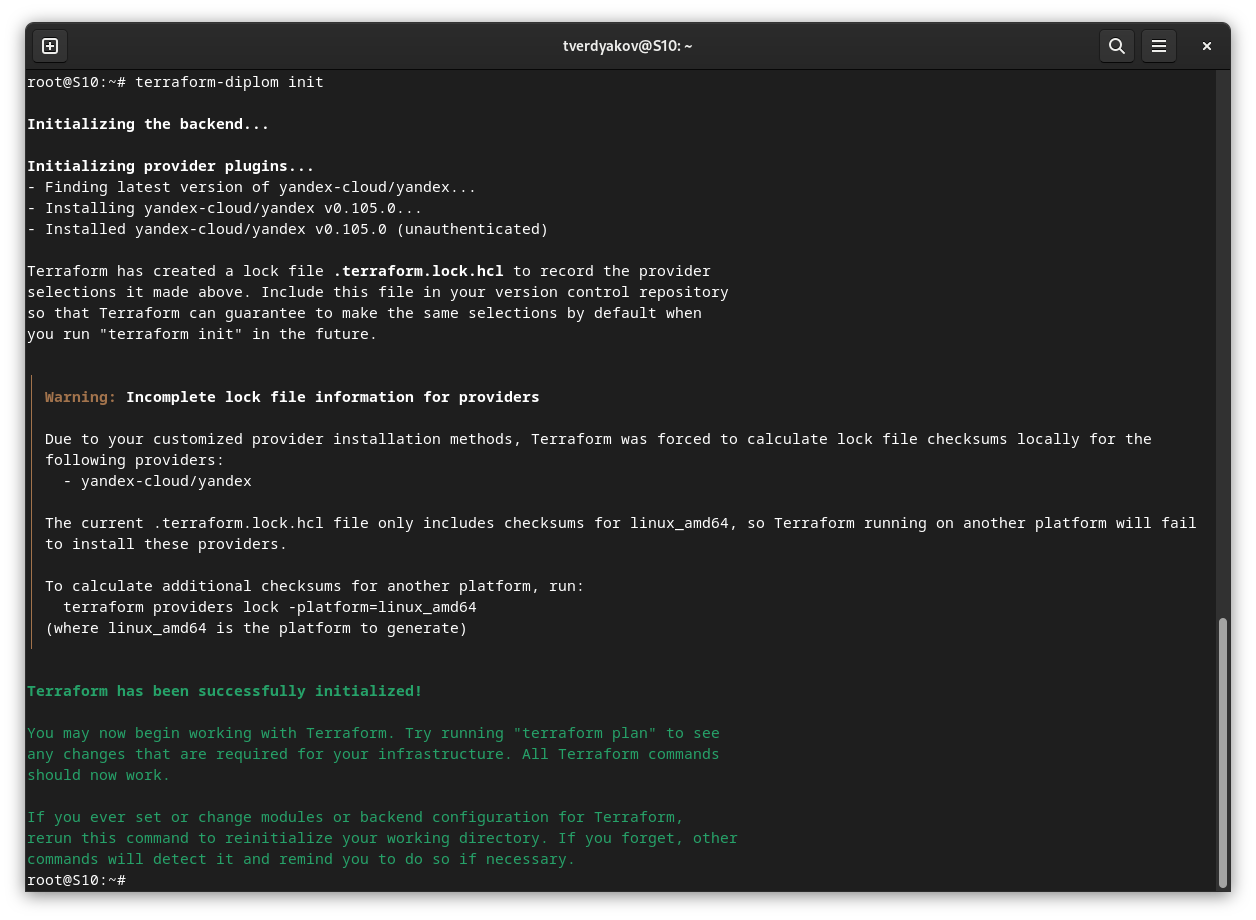 tverdyakov@S10: ~
root@S10:~# terraform-diplom init
Initializing the backend...
Initializing provider plugins...
- Finding latest version of yandex-cloud/yandex...
- Installing yandex-cloud/yandex v0.105.0...
- Installed yandex-cloud/yandex v0.105.0 (unauthenticated)
Terraform has created a lock file .terraform.lock.hcl to record the provider
selections it made above. Include this file in your version control repository
so that Terraform can guarantee to make the same selections by default when
you run "terraform init" in the future.
Warning: Incomplete lock file information for providers
Due to your customized provider installation methods, Terraform was forced to calculate lock file checksums locally for the
following providers:
- yandex-cloud/yandex
The current .terraform.lock.hcl file only includes checksums for linux_amd64, so Terraform running on another platform will fail
to install these providers.
To calculate additional checksums for another platform, run:
terraform providers lock -platform=linux_amd64
(where linux_amd64 is the platform to generate)
Terraform has been successfully initialized!
You may now begin working with Terraform. Try running "terraform plan" to see
any changes that are required for your infrastructure. All Terraform commands
should now work.
If you ever set or change modules or backend configuration for Terraform,
rerun this command to reinitialize your working directory. If you forget, other
commands will detect it and remind you to do so if necessary.
root@S10:~#